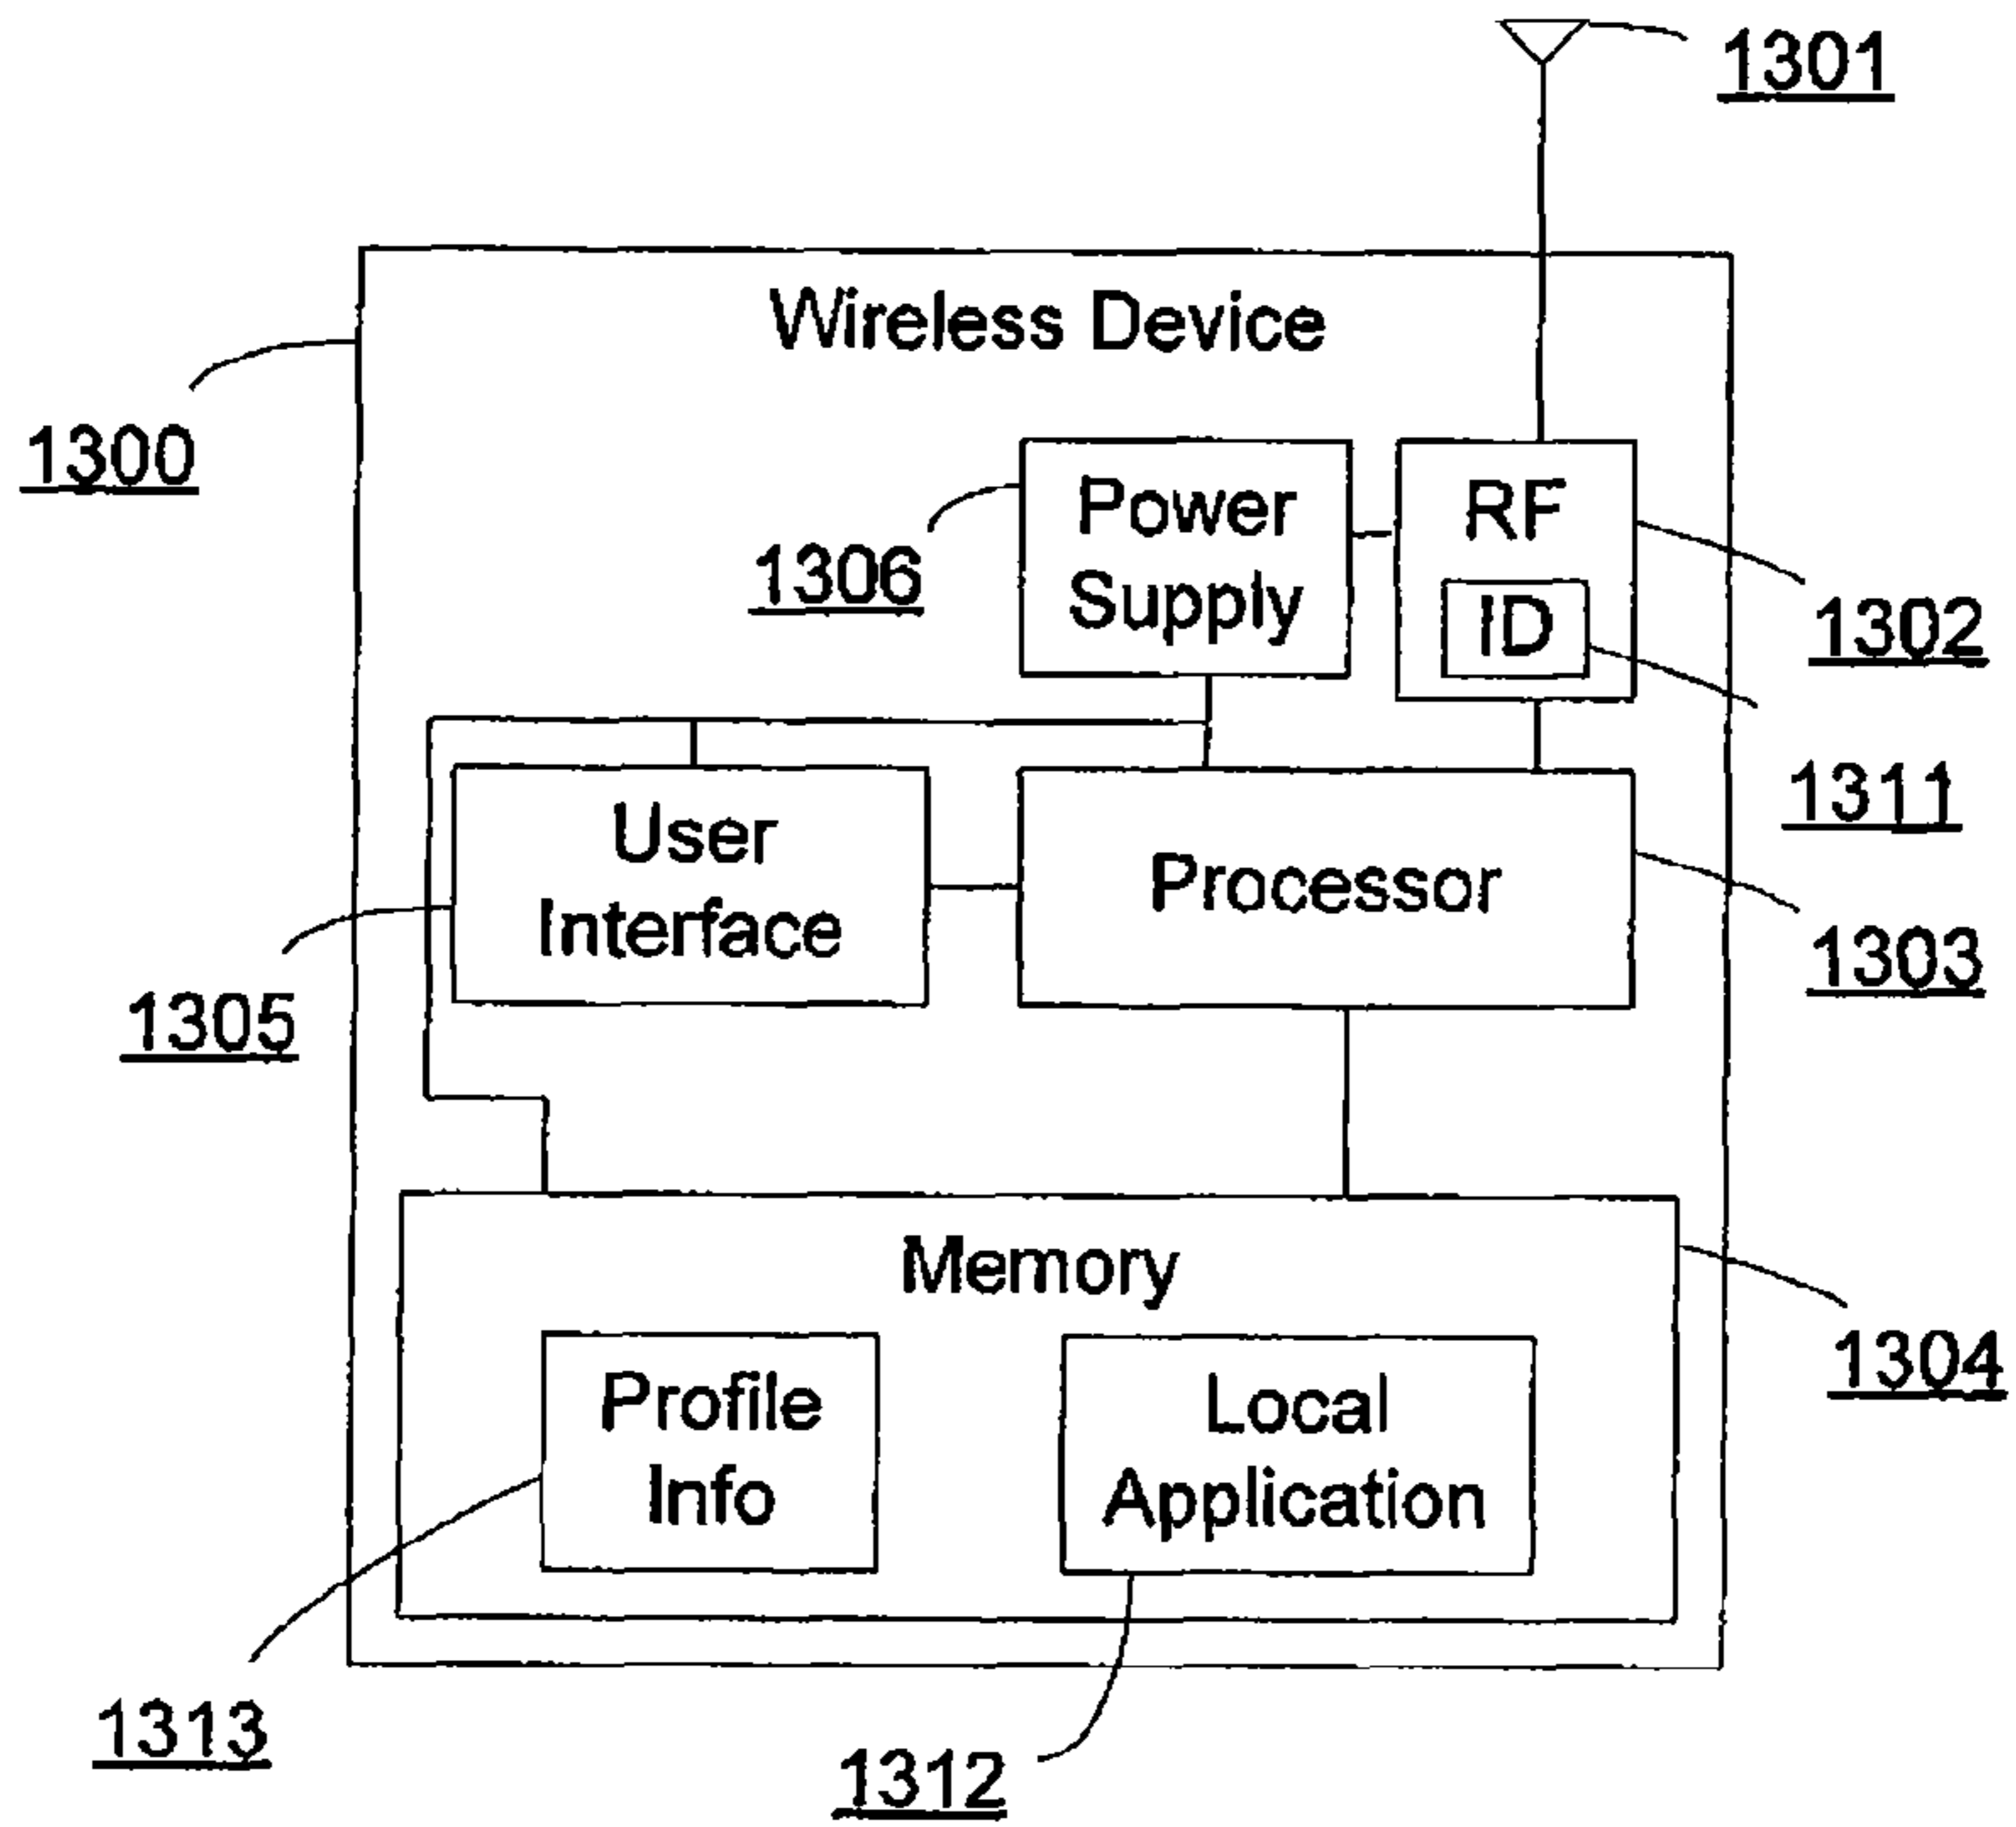 1301
Wireless Device
1300
Power
Supply
1306
RF
ID
1302
1311
User
Interface
1305
Processor
1303
Memory
1304
Profile
Info
Local
Application
1313
1312